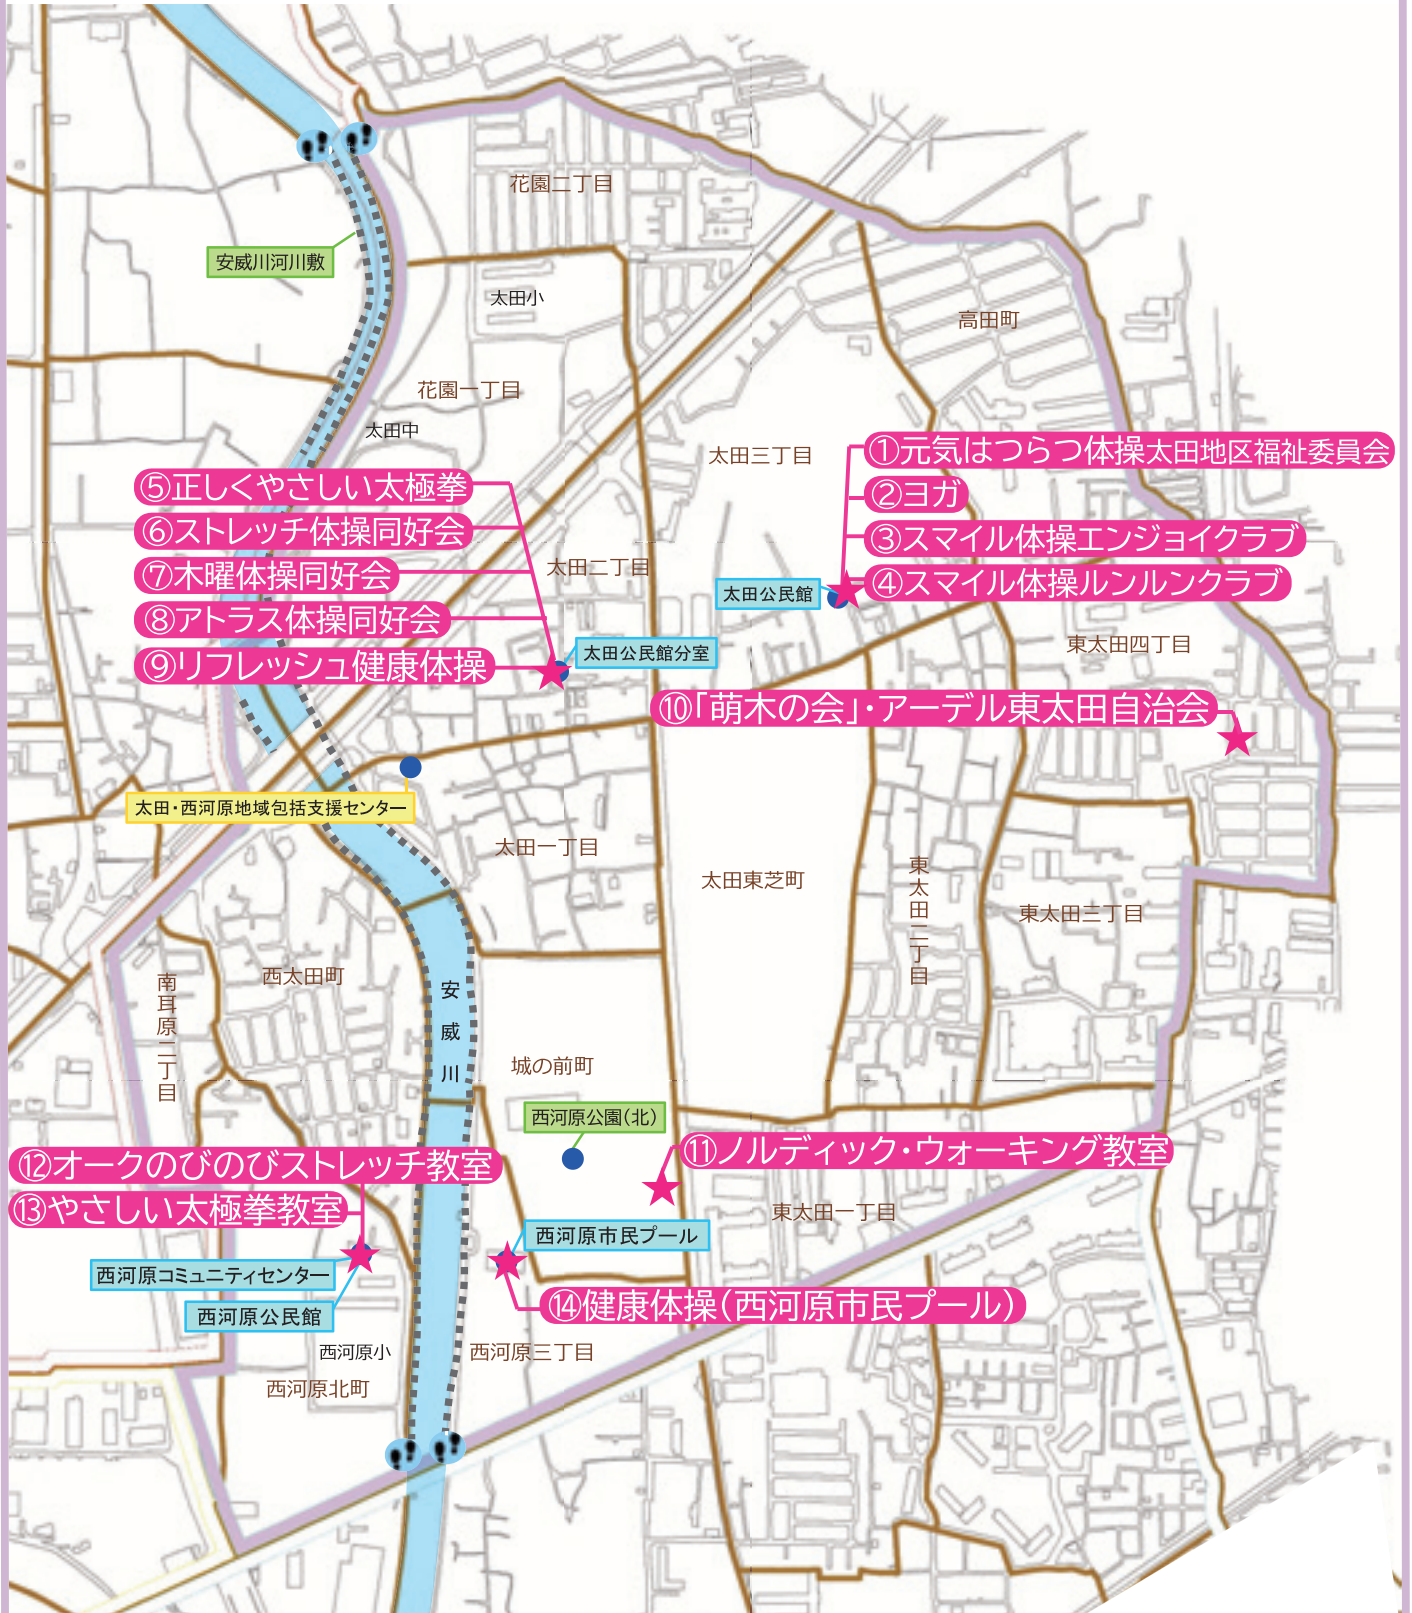 花園二丁目
安威川河川敷
太田小
高田町
花園一丁目
太田中
太田三丁目
①元気はつらつ体操太田地区福祉委員会
②ヨガ
③スマイル体操エンジョイクラブ
④スマイル体操ルンルンクラブ
太田公民館
⑤正しくやさしい太極拳
⑥ストレッチ体操同好会
⑦木曜体操同好会
⑧アトラス体操同好会
⑨リフレッシュ健康体操
太田二丁目
太田公民館分室
東太田四丁目
⑩「萌木の会」・アーデル東太田自治会
太田・西河原地域包括支援センター
太田一丁目
太田東芝町
東太田二丁目
東太田三丁目
南耳原二丁目
西太田町
安威川
城の前町
西河原公園(北)
⑪ノルディック・ウォーキング教室
⑫オークのびのびストレッチ教室
⑬やさしい太極拳教室
東太田一丁目
西河原市民プール
西河原コミュニティセンター
西河原公民館
⑭健康体操(西河原市民プール)
西河原小
西河原三丁目
西河原北町